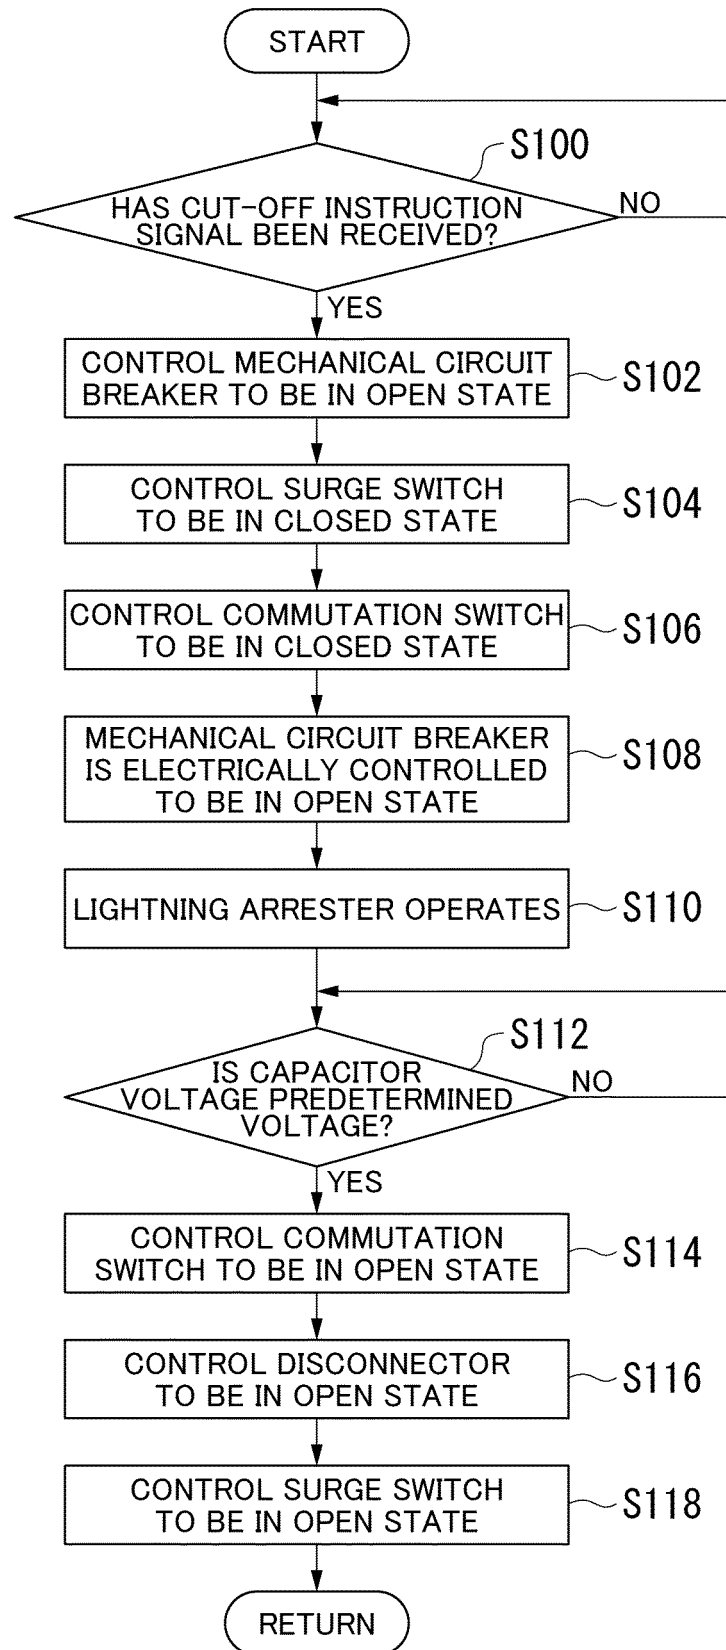 START
S100
HAS CUT-OFF INSTRUCTION
SIGNAL BEEN RECEIVED?
NO
YES
CONTROL MECHANICAL CIRCUIT
BREAKER TO BE IN OPEN STATE
S102
CONTROL SURGE SWITCH
TO BE IN CLOSED STATE
S104
CONTROL COMMUTATION SWITCH
TO BE IN CLOSED STATE
S106
MECHANICAL CIRCUIT BREAKER
IS ELECTRICALLY CONTROLLED
TO BE IN OPEN STATE
S108
LIGHTNING ARRESTER OPERATES
S110
S112
IS CAPACITOR
VOLTAGE PREDETERMINED
VOLTAGE?
NO
YES
CONTROL COMMUTATION
SWITCH TO BE IN OPEN STATE
S114
CONTROL DISCONNECTOR
TO BE IN OPEN STATE
S116
CONTROL SURGE SWITCH
TO BE IN OPEN STATE
S118
RETURN